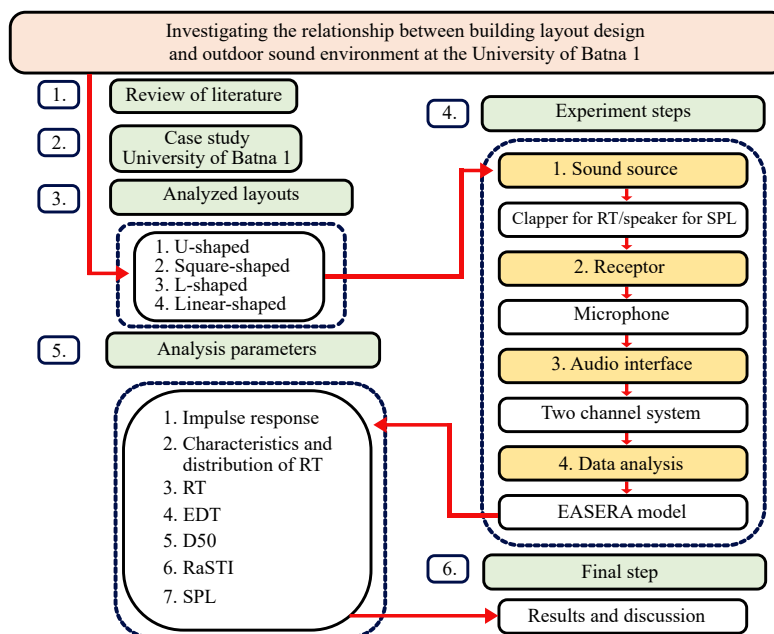 Investigating the relationship between building layout design
and outdoor sound environment at the University of Batna 1
1.
Review of literature
2.
Case study
University of Batna 1
3.
Analyzed layouts
1. U-shaped
2. Square-shaped
3. L-shaped
4. Linear-shaped
4.
Experiment steps
1. Sound source
Clapper for RT/speaker for SPL
2. Receptor
Microphone
3. Audio interface
Two channel system
4. Data analysis
EASERA model
5.
Analysis parameters
1. Impulse response
2. Characteristics and
distribution of RT
3. RT
4. EDT
5. D50
6. RaSTI
7. SPL
6.
Final step
Results and discussion